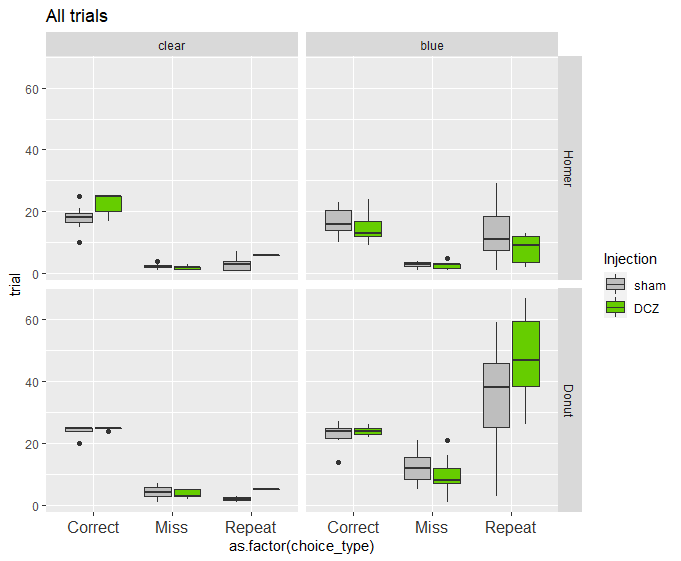 All trials
clear
blue
60
40
20
0
Homer
trial
60
40
20
0
Donut
Correct
Miss
Repeat
Correct
Miss
Repeat
as.factor(choice_type)
Injection
sham
DCZ